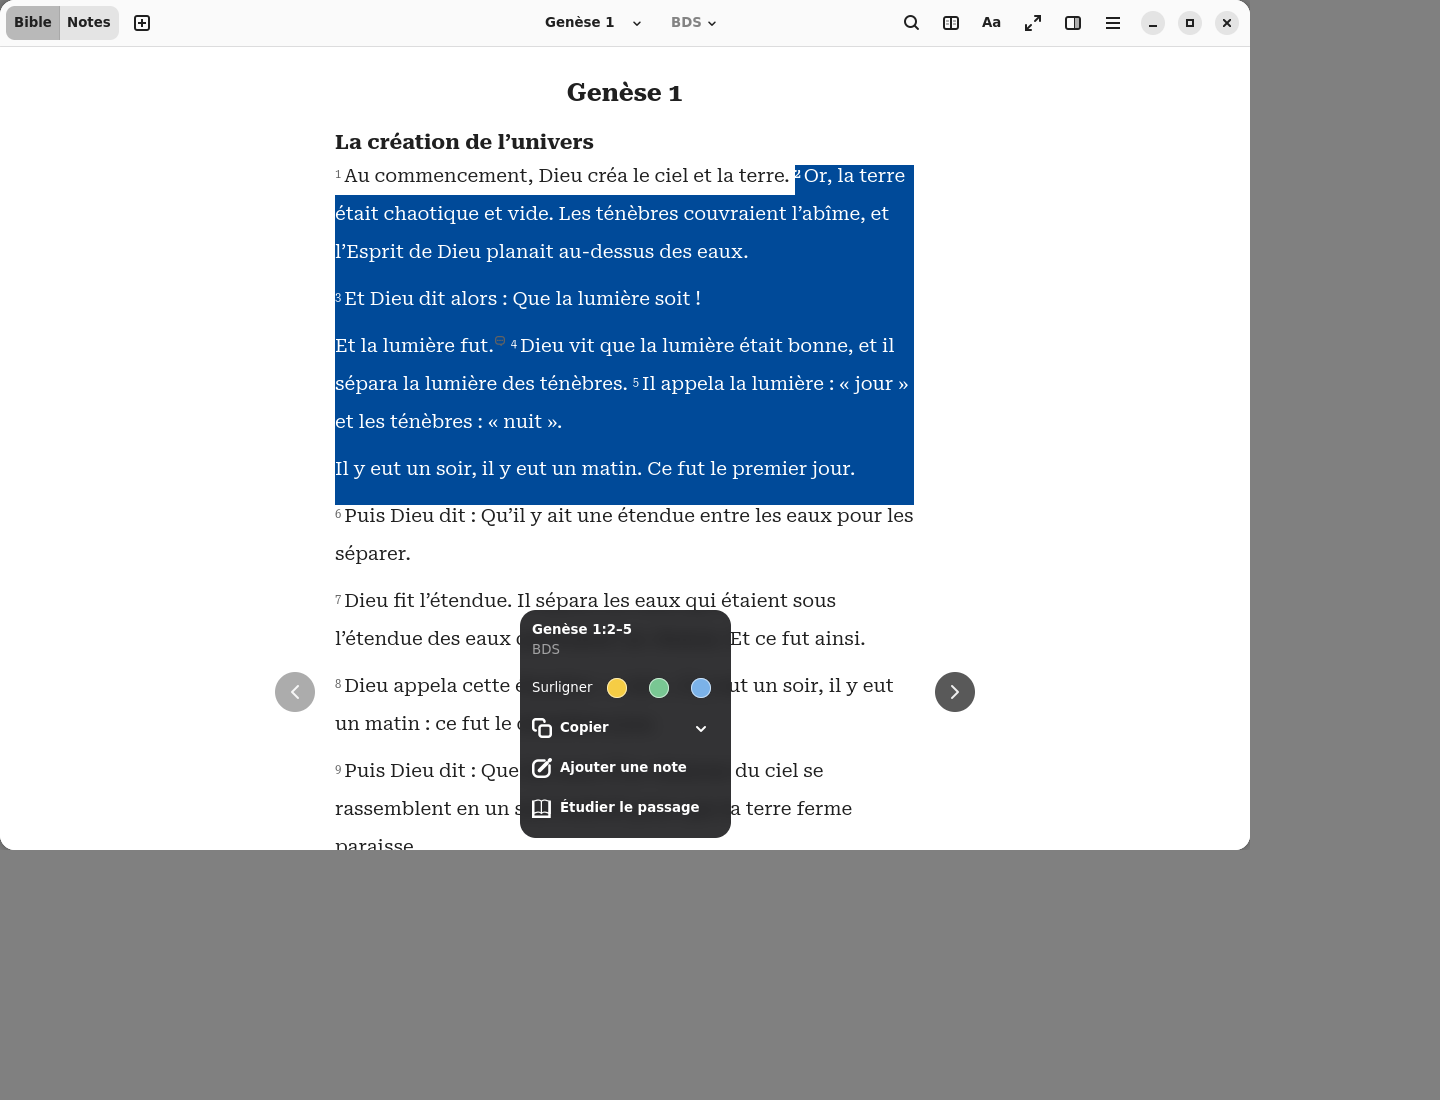 Bible Notes Genèse 1 BDS Aa
Genèse 1
La création de l’univers
1 Au commencement, Dieu créa le ciel et la terre. 2 Or, la terre
était chaotique et vide. Les ténèbres couvraient l’abîme, et
l’Esprit de Dieu planait au-dessus des eaux.
3 Et Dieu dit alors : Que la lumière soit !
Et la lumière fut. 4 Dieu vit que la lumière était bonne, et il
sépara la lumière des ténèbres. 5 Il appela la lumière : « jour »
et les ténèbres : « nuit ».
Il y eut un soir, il y eut un matin. Ce fut le premier jour.
6 Puis Dieu dit : Qu’il y ait une étendue entre les eaux pour les
séparer.
7 Dieu fit l’étendue. Il sépara les eaux qui étaient sous
l’étendue des eaux Et ce fut ainsi.
8 Dieu appela cette un soir, il y eut
un matin : ce fut le
9 Puis Dieu dit : Que du ciel se
rassemblent en un terre ferme
paraisse
Genèse 1:2–5
BDS
Surligner
Copier
Ajouter une note
Étudier le passage